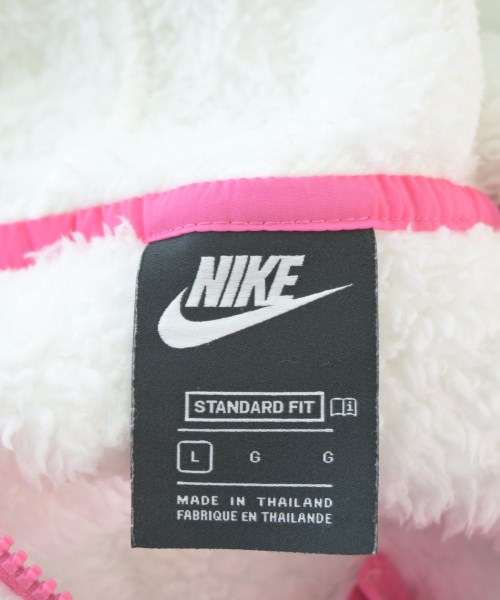 NIKE
STANDARD FIT
L G G
MADE IN THAILAND
FABRIQUE EN THAILANDE